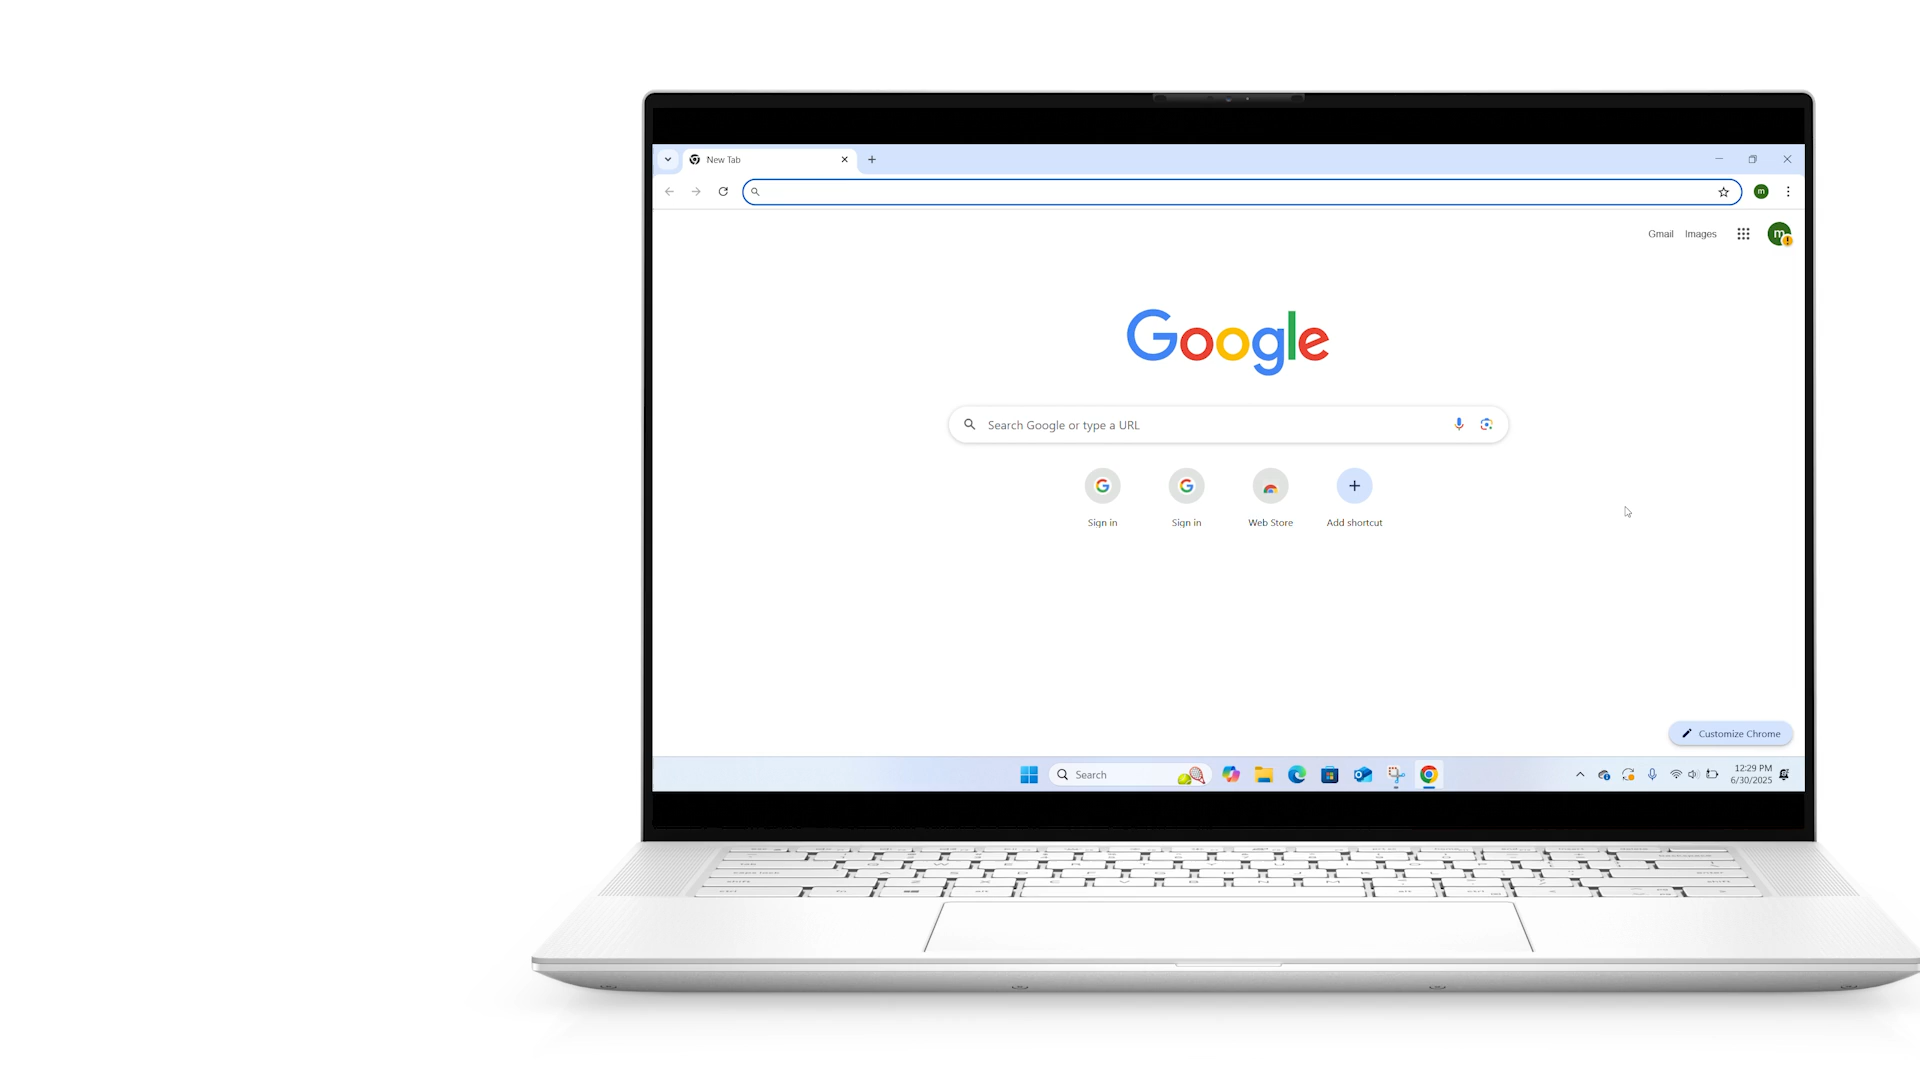 New Tab
m
Gmail Images
m
Google
Search Google or type a URL
Sign in Sign in Web Store Add shortcut
Customize Chrome
Search
12:29 PM
6/30/2025